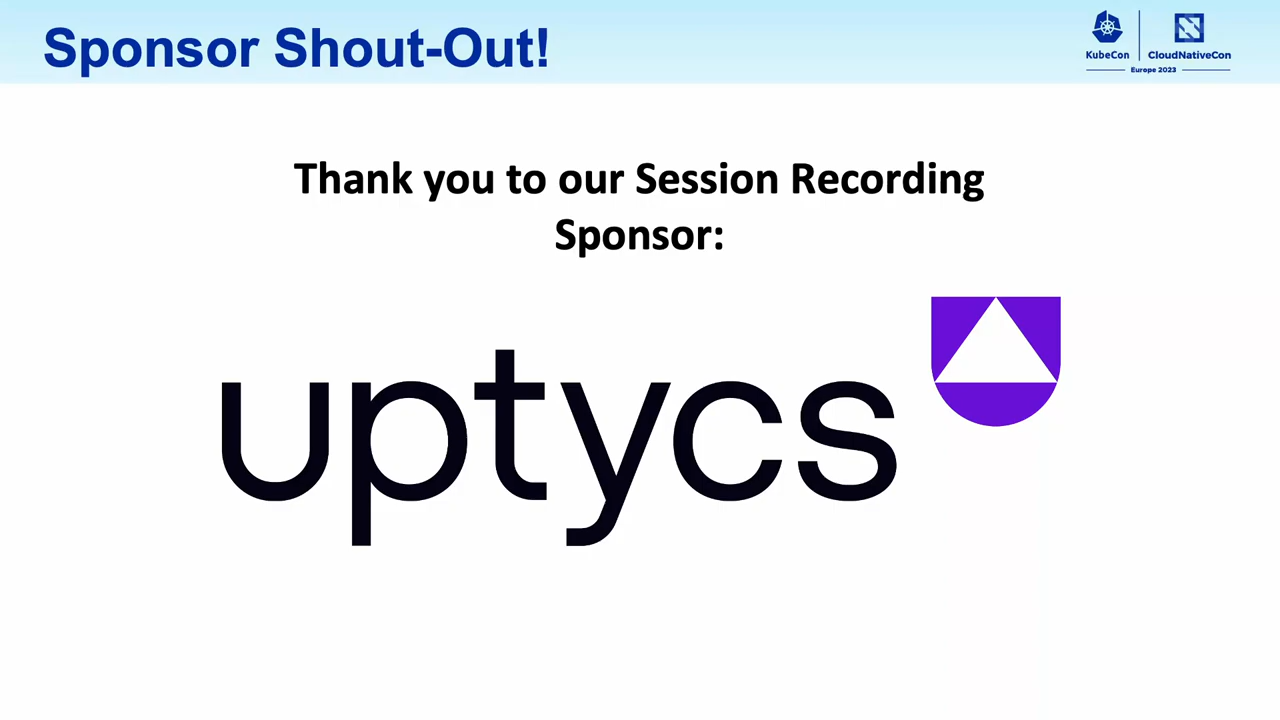 Sponsor Shout-Out!
KubeCon CloudNativeCon
Europe 2023
Thank you to our Session Recording
Sponsor:
uptycs